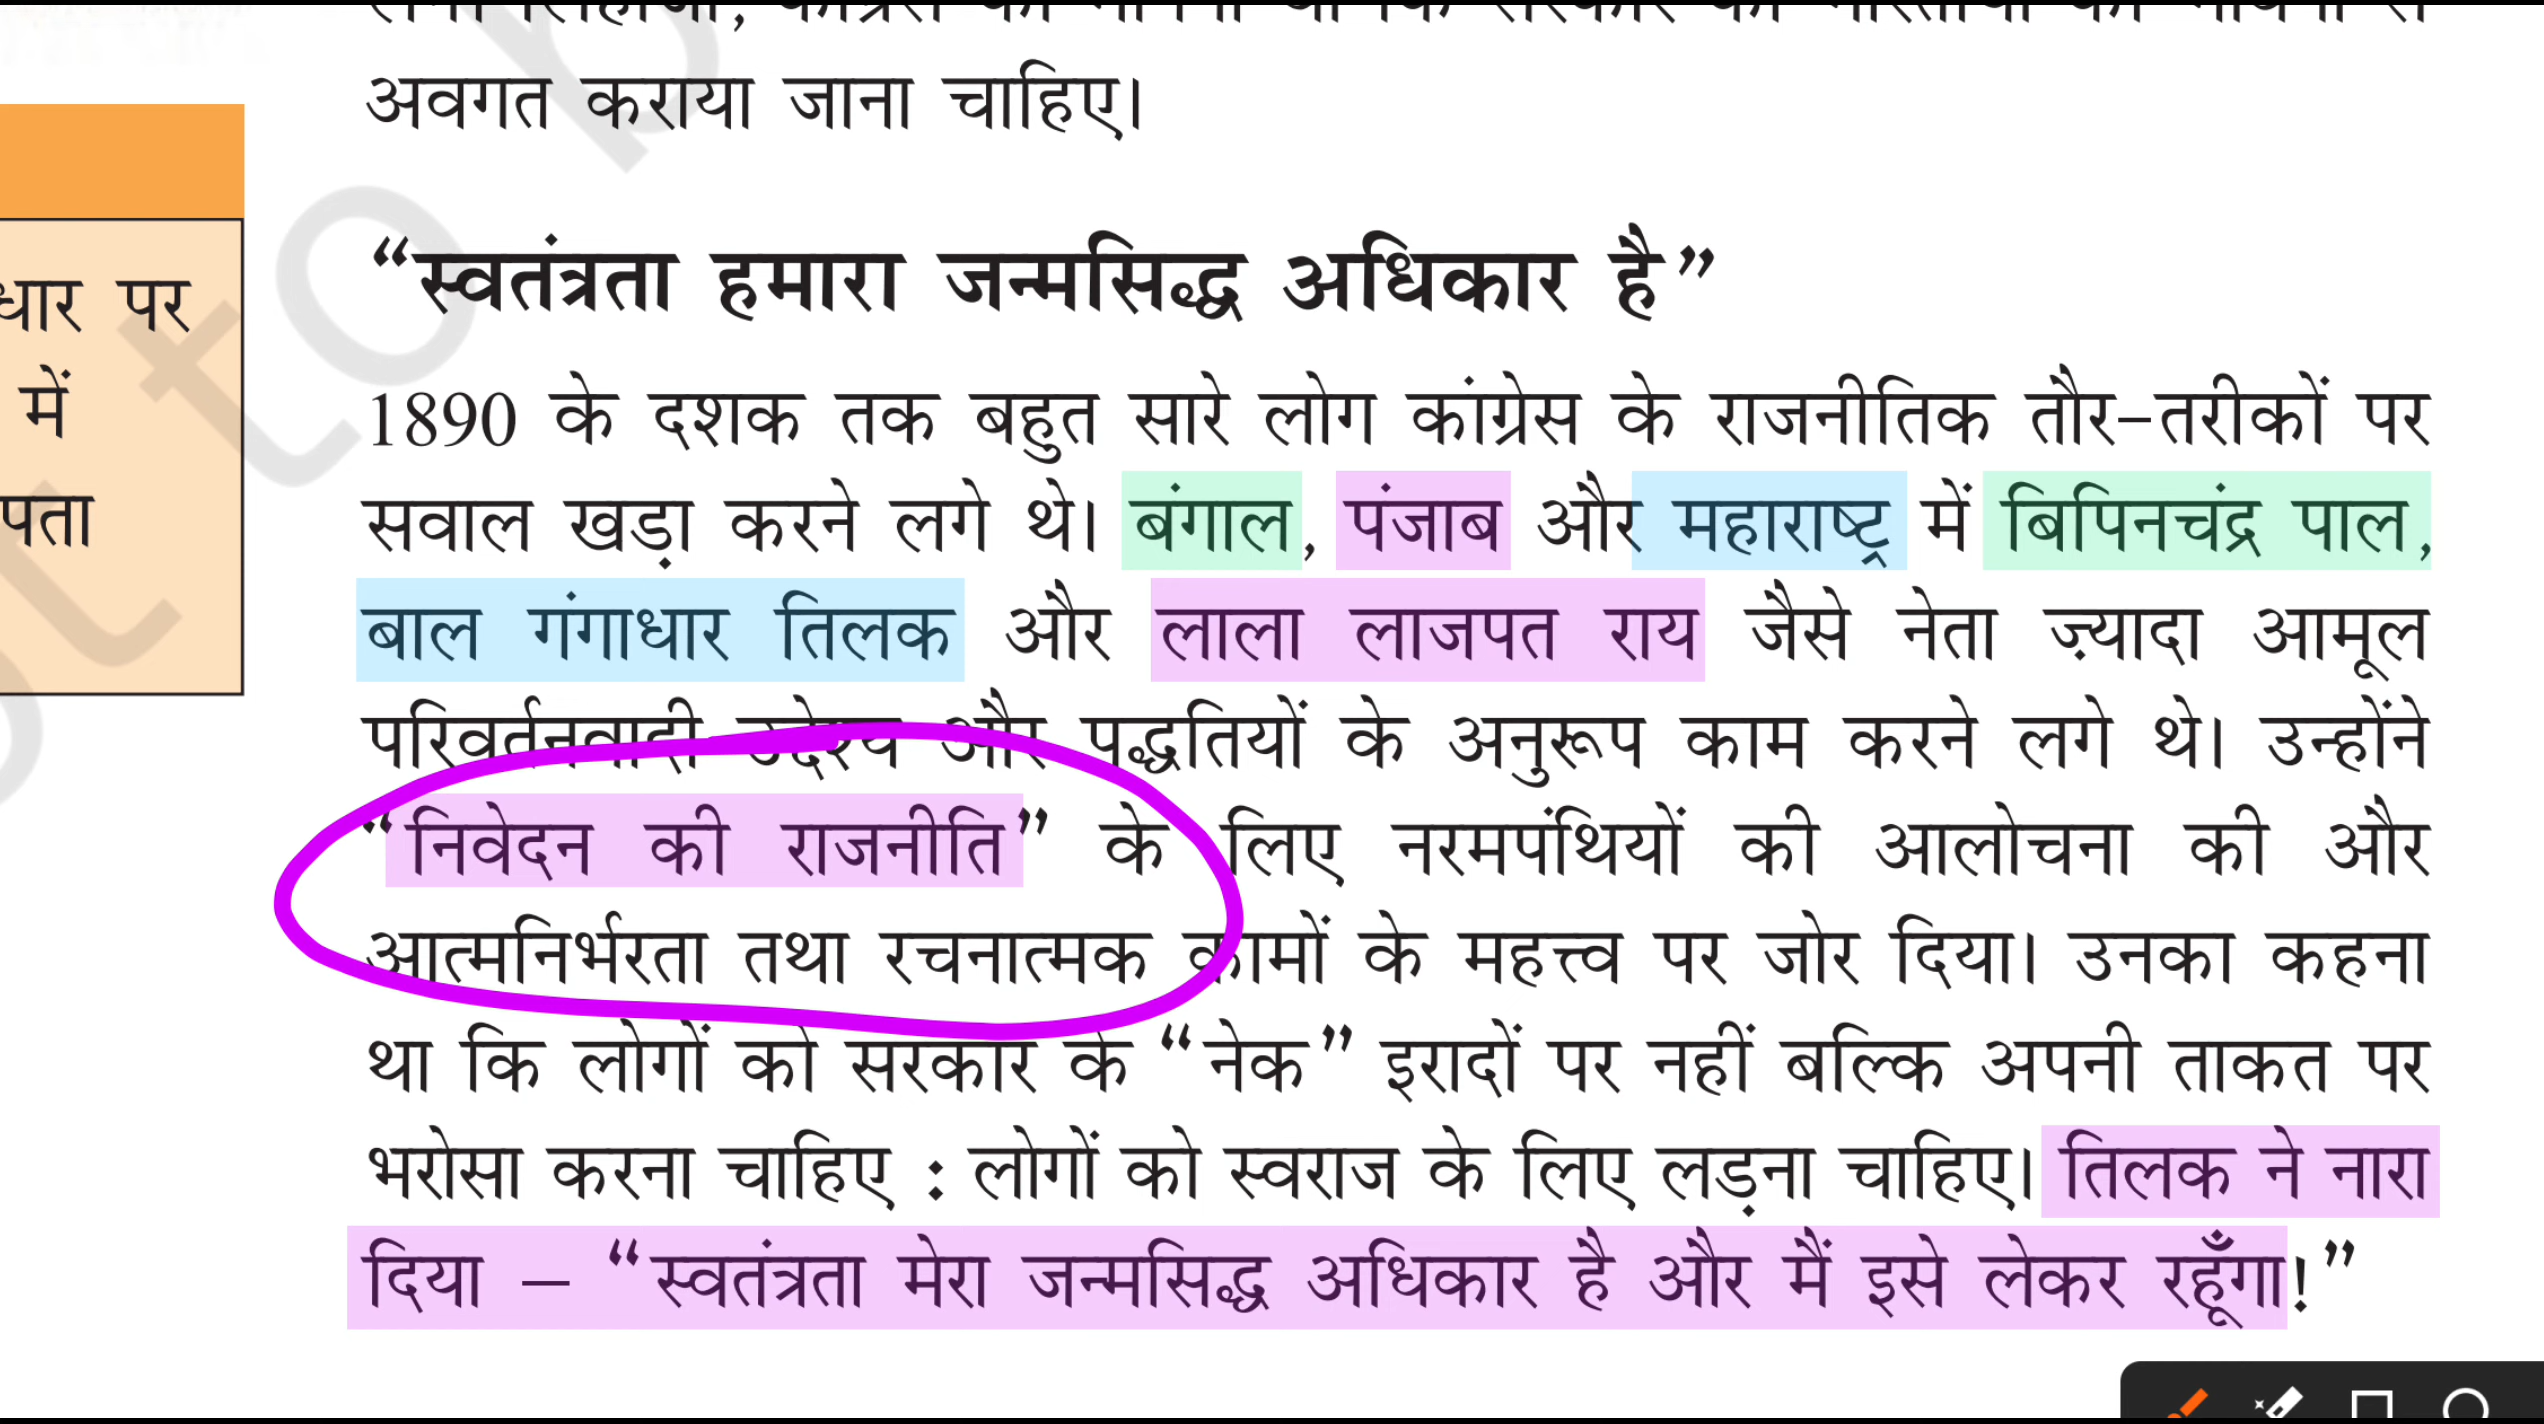 अवगत कराया जाना चाहिए।
धार पर
में
पता
“स्वतंत्रता हमारा जन्मसिद्ध अधिकार है”
1890 के दशक तक बहुत सारे लोग कांग्रेस के राजनीतिक तौर–तरीकों पर
सवाल खड़ा करने लगे थे। बंगाल, पंजाब और महाराष्ट्र में बिपिनचंद्र पाल,
बाल गंगाधार तिलक और लाला लाजपत राय जैसे नेता ज़्यादा आमूल
परिवर्तनवादी उद्देश्य और पद्धतियों के अनुरूप काम करने लगे थे। उन्होंने
“निवेदन की राजनीति” के लिए नरमपंथियों की आलोचना की और
आत्मनिर्भरता तथा रचनात्मक कामों के महत्त्व पर जोर दिया। उनका कहना
था कि लोगों को सरकार के “नेक” इरादों पर नहीं बल्कि अपनी ताकत पर
भरोसा करना चाहिए : लोगों को स्वराज के लिए लड़ना चाहिए। तिलक ने नारा
दिया – “स्वतंत्रता मेरा जन्मसिद्ध अधिकार है और मैं इसे लेकर रहूँगा!”